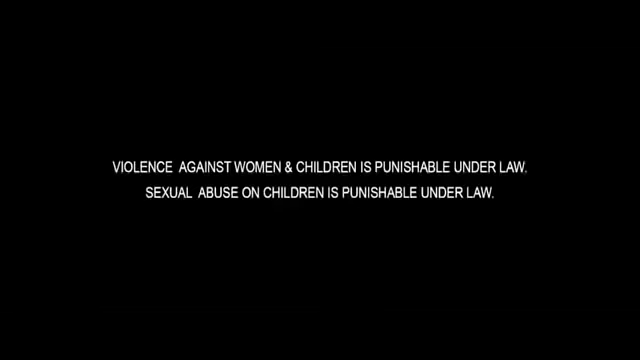 VIOLENCE AGAINST WOMEN & CHILDREN IS PUNISHABLE UNDER LAW.
SEXUAL ABUSE ON CHILDREN IS PUNISHABLE UNDER LAW.